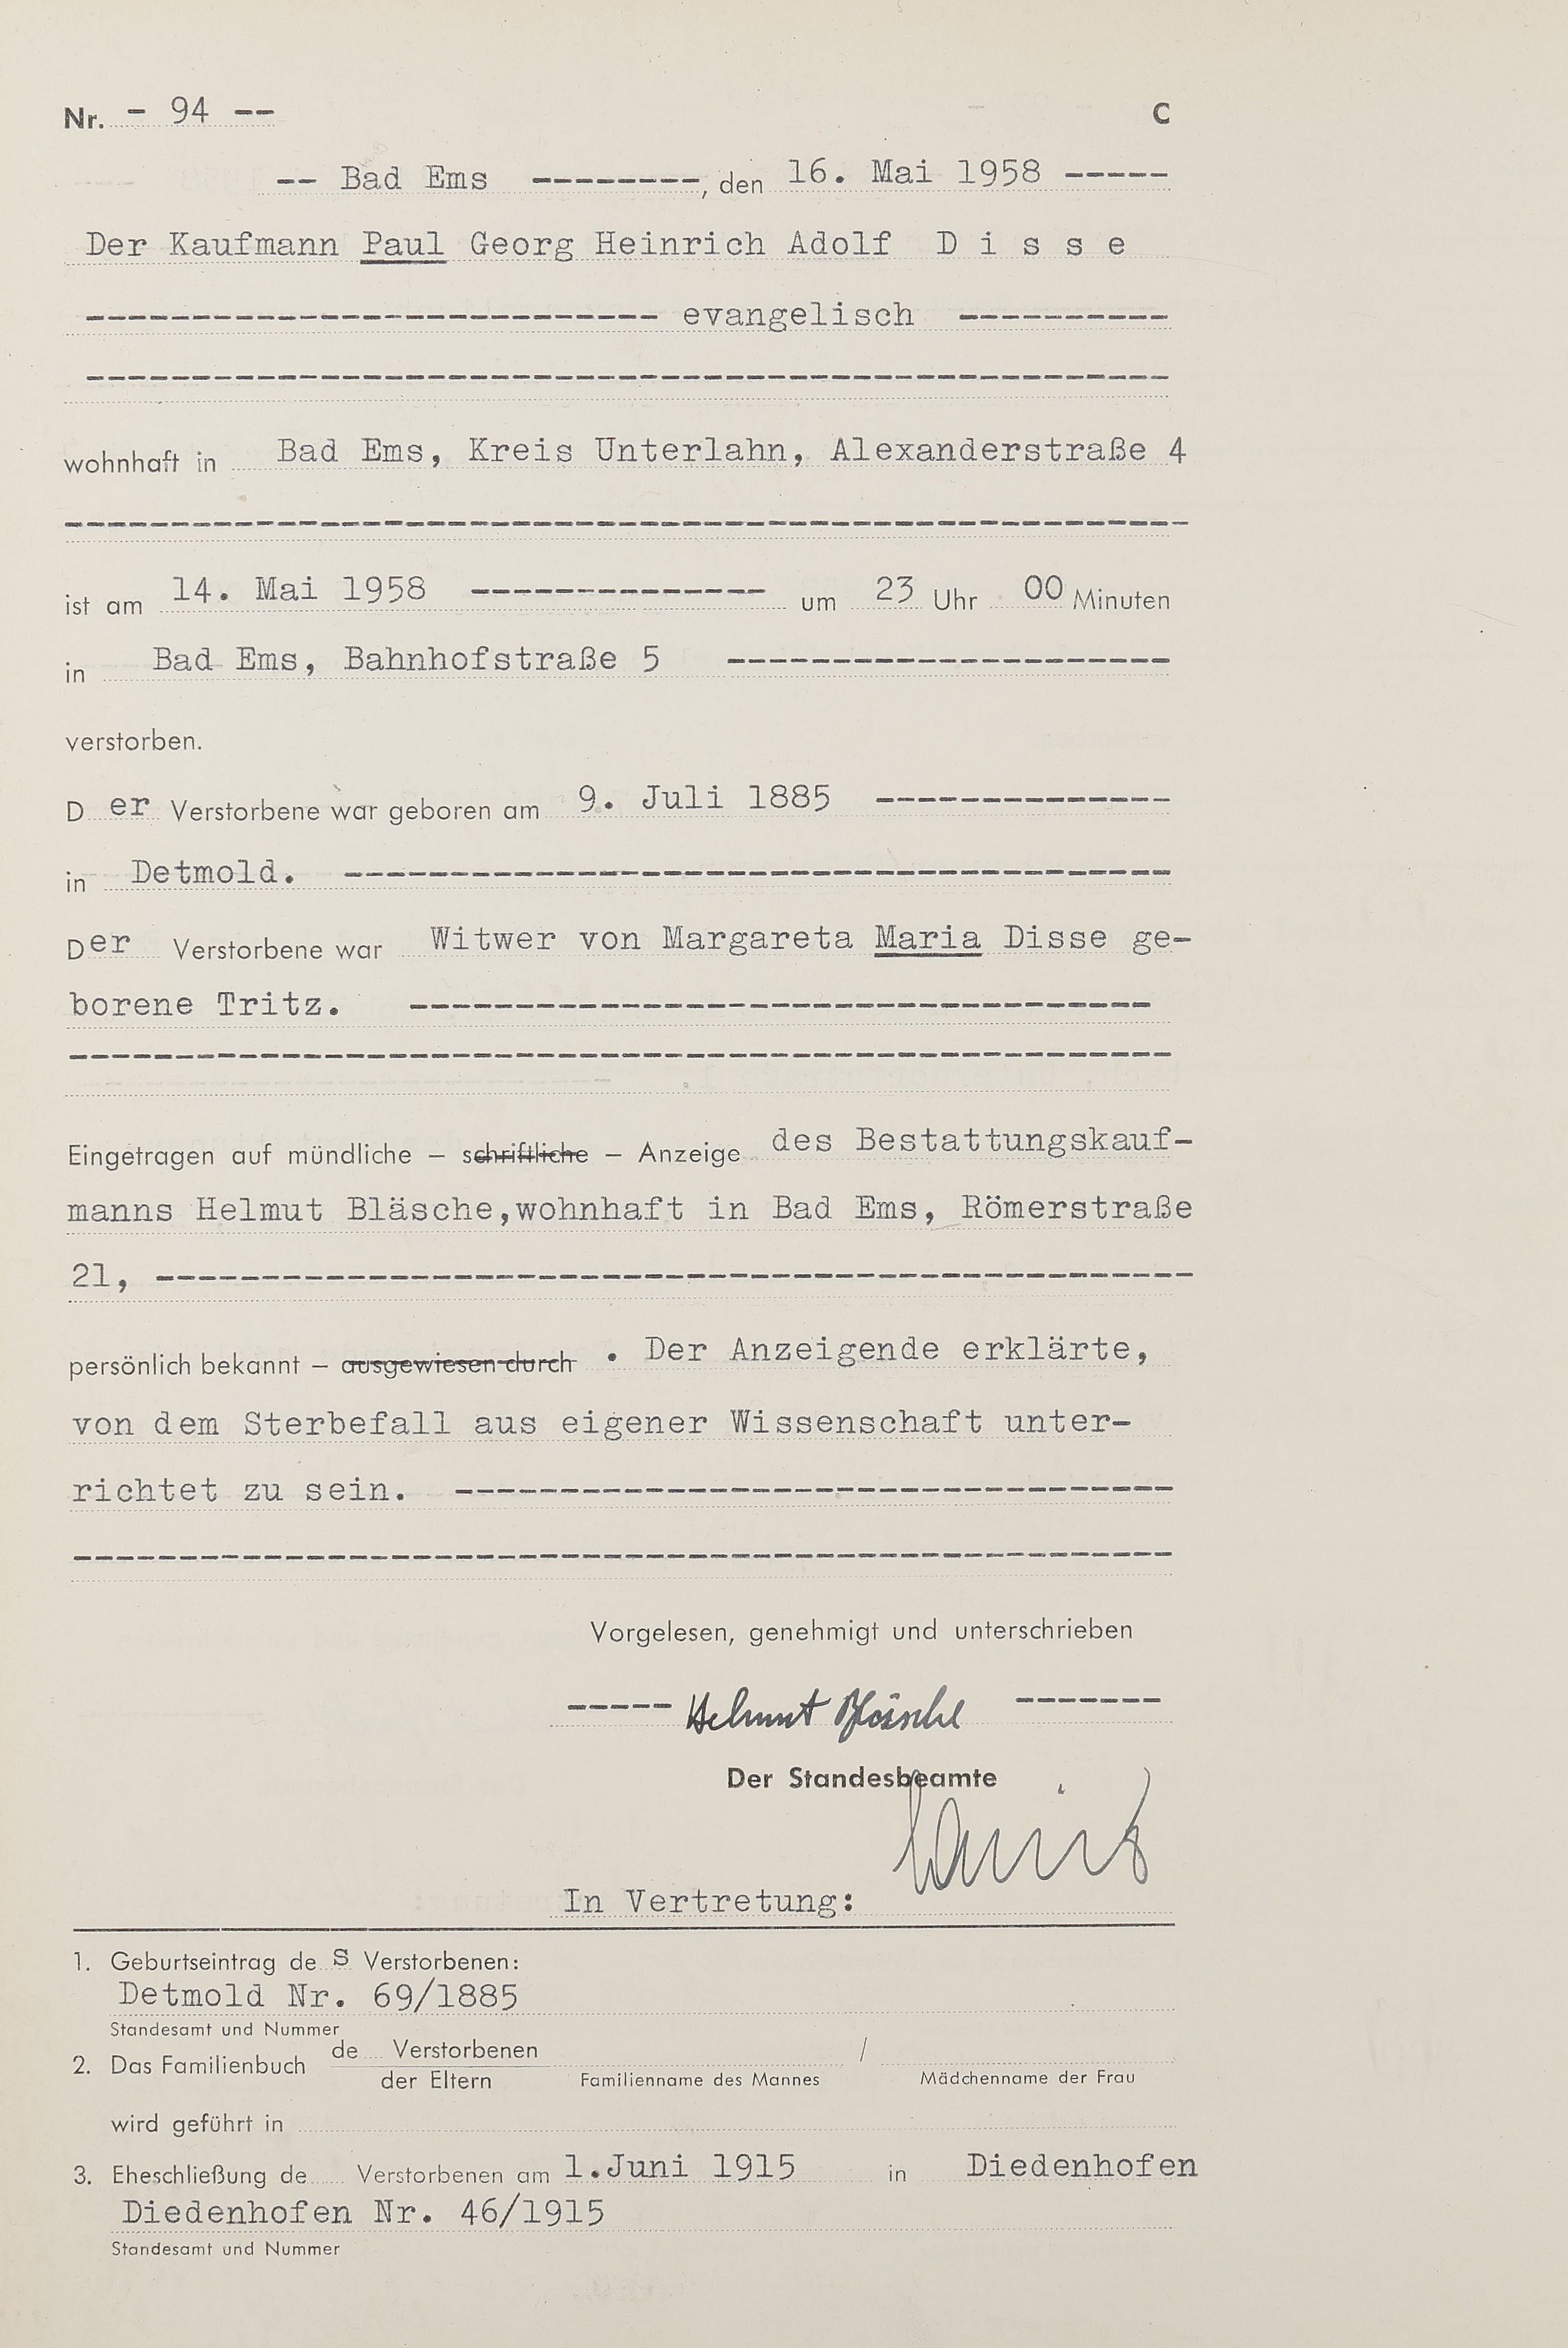 Nr. - 94 -- C
-- Bad Ems --------, den 16. Mai 1958 -----
Der Kaufmann Paul Georg Heinrich Adolf D i s s e
--------------------------- evangelisch ----------
---------------------------------------------------
wohnhaft in Bad Ems, Kreis Unterlahn, Alexanderstraße 4
-----------------------------------------------------
ist am 14. Mai 1958 -------------- um 23 Uhr 00 Minuten
in Bad Ems, Bahnhofstraße 5 ---------------------
verstorben.
D er Verstorbene war geboren am 9. Juli 1885 --------------
in Detmold. ---------------------------------------
Der Verstorbene war Witwer von Margareta Maria Disse ge-
borene Tritz. -----------------------------------
----------------------------------------------------
Eingetragen auf mündliche – schriftliche – Anzeige des Bestattungskauf-
manns Helmut Bläsche,wohnhaft in Bad Ems, Römerstraße
21, -------------------------------------------------
persönlich bekannt – ausgewiesen durch . Der Anzeigende erklärte,
von dem Sterbefall aus eigener Wissenschaft unter-
richtet zu sein. ----------------------------------
----------------------------------------------------
Vorgelesen, genehmigt und unterschrieben
----- Helmut Bläsche -------
Der Standesbeamte
In Vertretung:
1. Geburtseintrag de s Verstorbenen:
Detmold Nr. 69/1885
Standesamt und Nummer
2. Das Familienbuch de Verstorbenen /
der Eltern Familienname des Mannes Mädchenname der Frau
wird geführt in
3. Eheschließung de Verstorbenen am 1.Juni 1915 in Diedenhofen
Diedenhofen Nr. 46/1915
Standesamt und Nummer